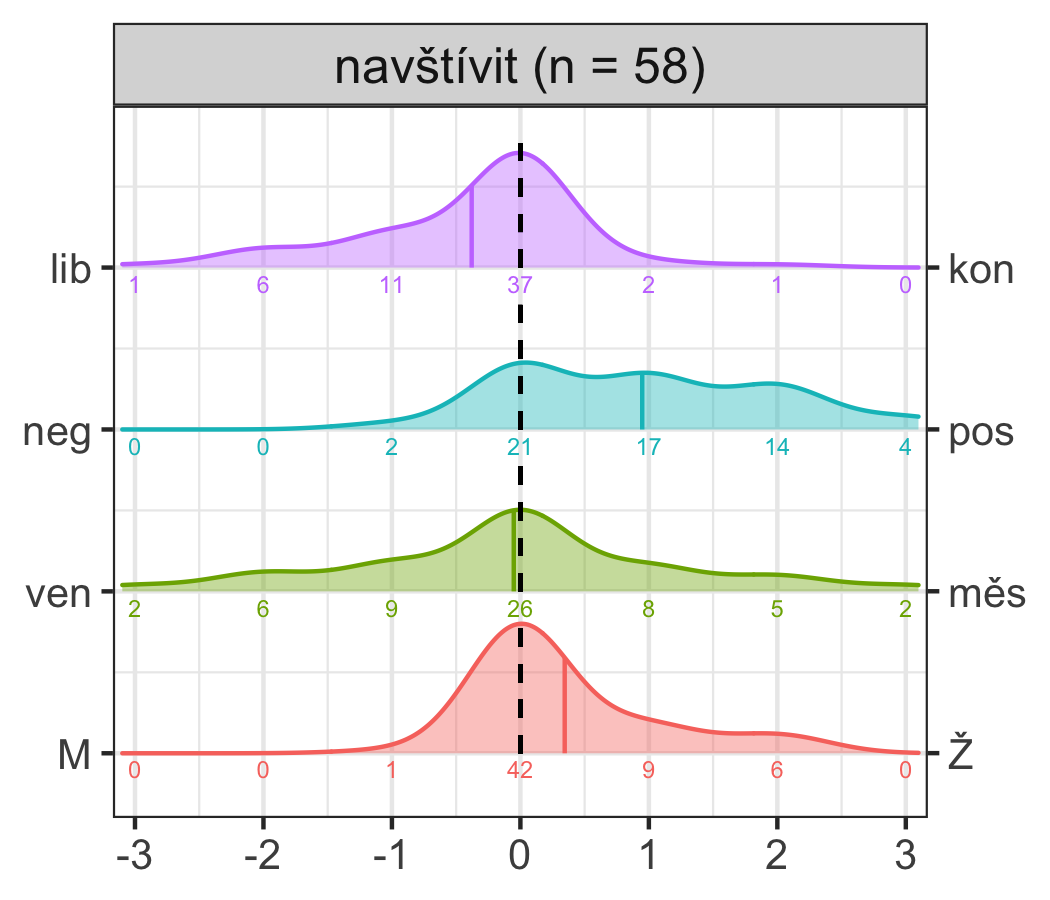 navštívit (n = 58)
lib kon
1 6 11 37 2 1 0
neg pos
0 0 2 21 17 14 4
ven měs
2 6 9 26 8 5 2
M Ž
0 0 1 42 9 6 0
-3 -2 -1 0 1 2 3